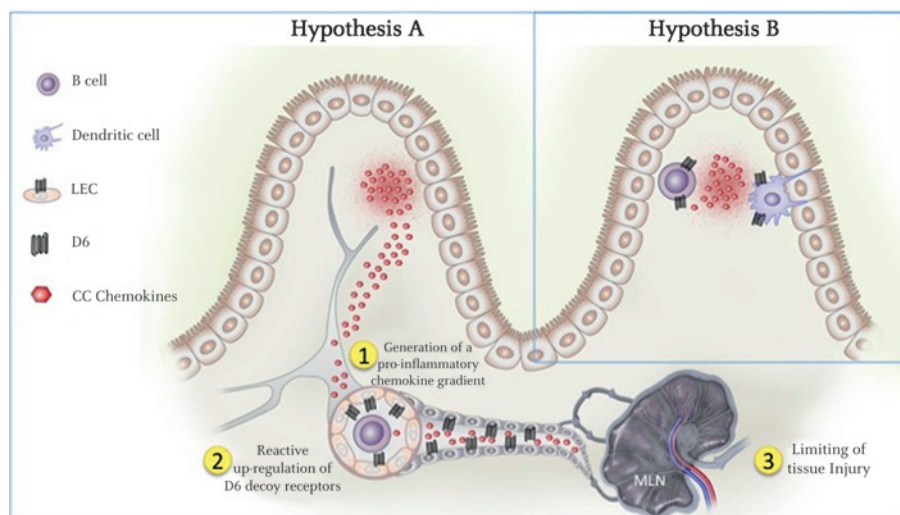 Hypothesis A
Hypothesis B
B cell
Dendritic cell
LEC
D6
CC Chemokines
1
Generation of a
pro-inflammatory
chemokine gradient
2
Reactive
up-regulation of
D6 decoy receptors
MLN
3
Limiting of
tissue Injury